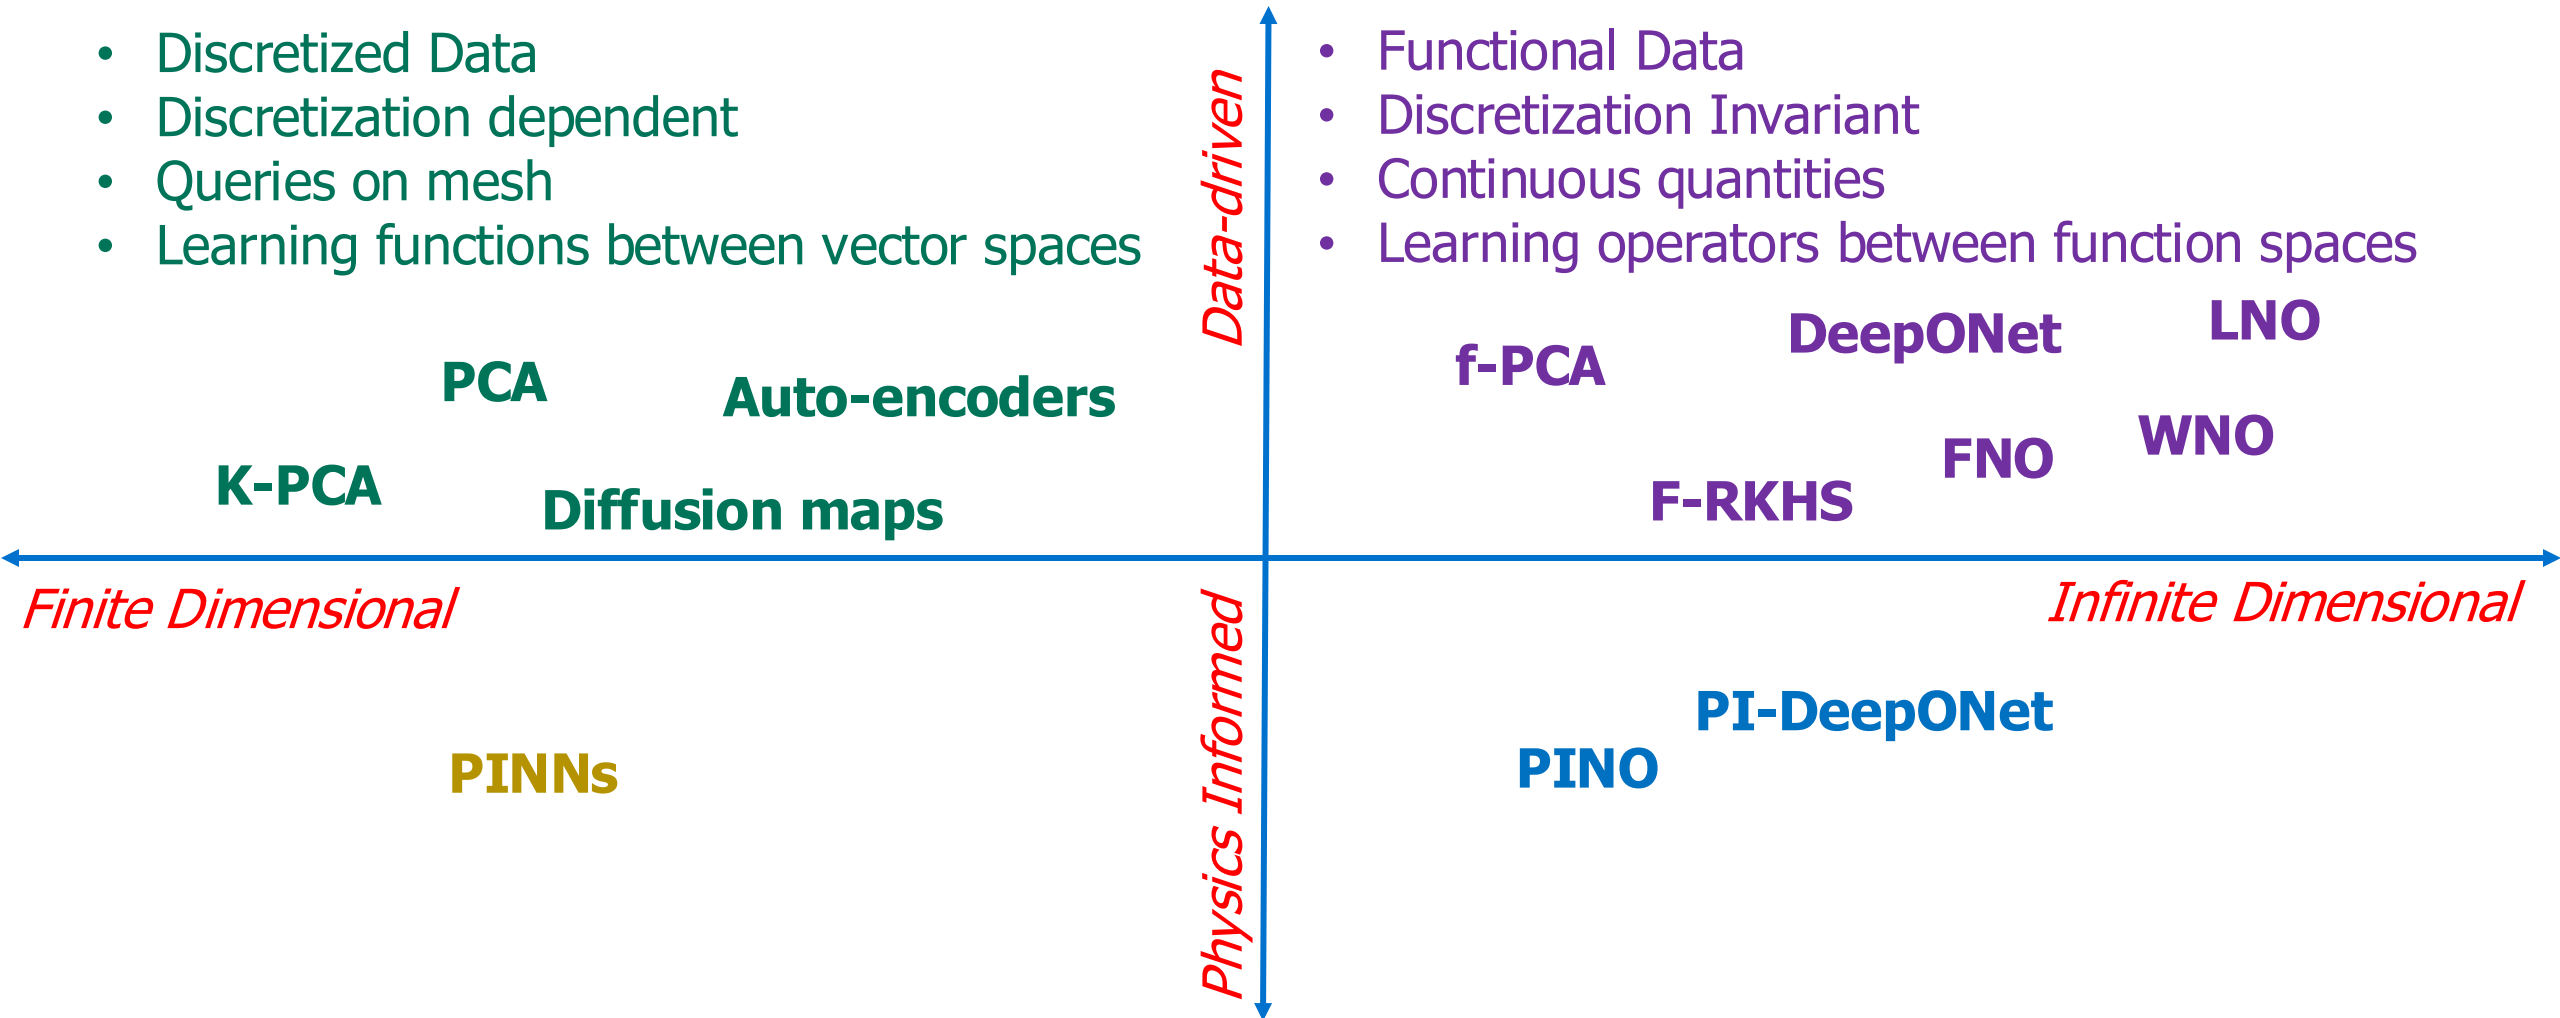 • Discretized Data
• Discretization dependent
• Queries on mesh
• Learning functions between vector spaces
PCA
Auto-encoders
K-PCA
Diffusion maps
Data-driven
• Functional Data
• Discretization Invariant
• Continuous quantities
• Learning operators between function spaces
LNO
DeepONet
f-PCA
WNO
FNO
F-RKHS
Finite Dimensional
Infinite Dimensional
Physics Informed
PINNs
PI-DeepONet
PINO